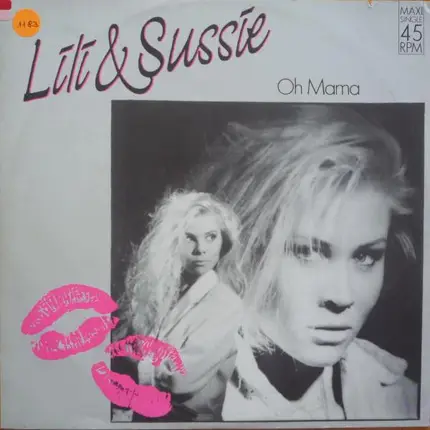 Lili & Sussie
Oh Mama
MAXI
SINGLE
45
RPM